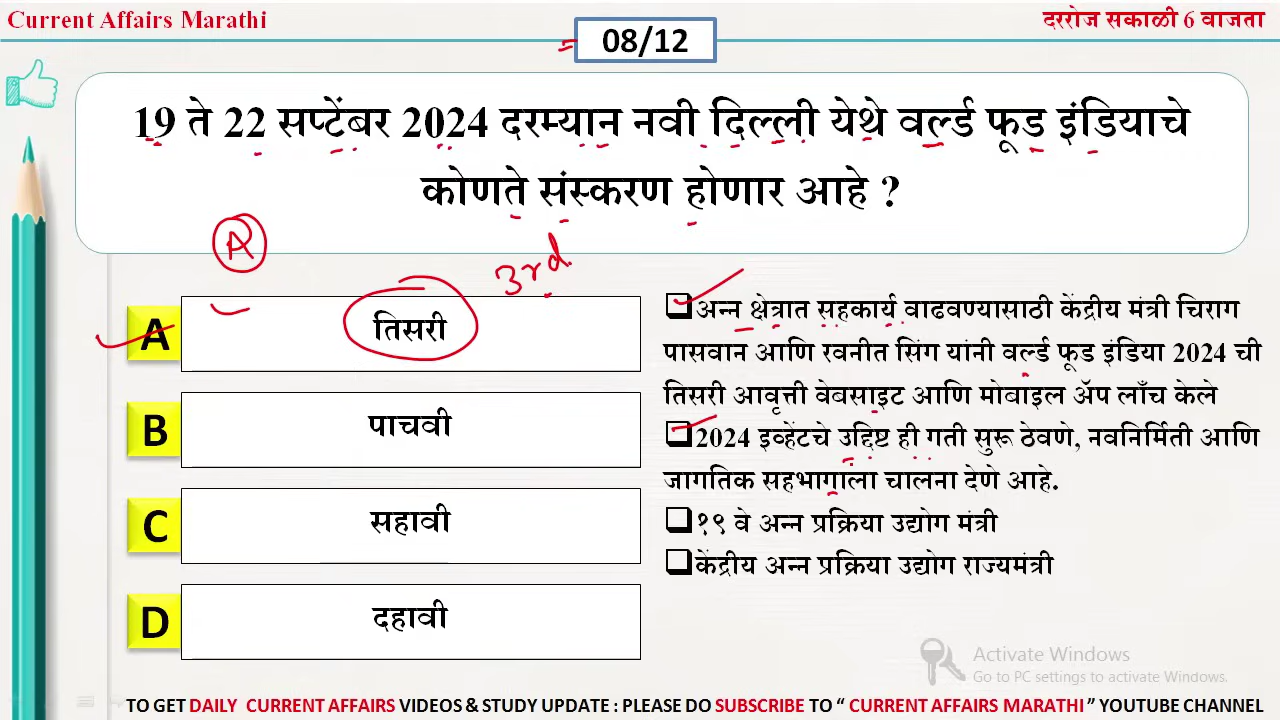 Current Affairs Marathi
दररोज सकाळी 6 वाजता
08/12
19 ते 22 सप्टेंबर 2024 दरम्यान नवी दिल्ली येथे वर्ल्ड फूड इंडियाचे
कोणते संस्करण होणार आहे ?
A
3rd
A तिसरी
B पाचवी
C सहावी
D दहावी
अन्न क्षेत्रात सहकार्य वाढवण्यासाठी केंद्रीय मंत्री चिराग
पासवान आणि रवनीत सिंग यांनी वर्ल्ड फूड इंडिया 2024 ची
तिसरी आवृत्ती वेबसाइट आणि मोबाइल ॲप लाँच केले
2024 इव्हेंटचे उद्दिष्ट ही गती सुरू ठेवणे, नवनिर्मिती आणि
जागतिक सहभागाला चालना देणे आहे.
१९ वे अन्न प्रक्रिया उद्योग मंत्री
केंद्रीय अन्न प्रक्रिया उद्योग राज्यमंत्री
Activate Windows
Go to PC settings to activate Windows.
TO GET DAILY CURRENT AFFAIRS VIDEOS & STUDY UPDATE : PLEASE DO SUBSCRIBE TO “ CURRENT AFFAIRS MARATHI ” YOUTUBE CHANNEL